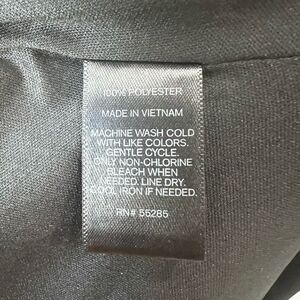 100% POLYESTER
MADE IN VIETNAM
MACHINE WASH COLD
WITH LIKE COLORS.
GENTLE CYCLE.
ONLY NON-CHLORINE
BLEACH WHEN
NEEDED. LINE DRY.
COOL IRON IF NEEDED.
RN# 55285